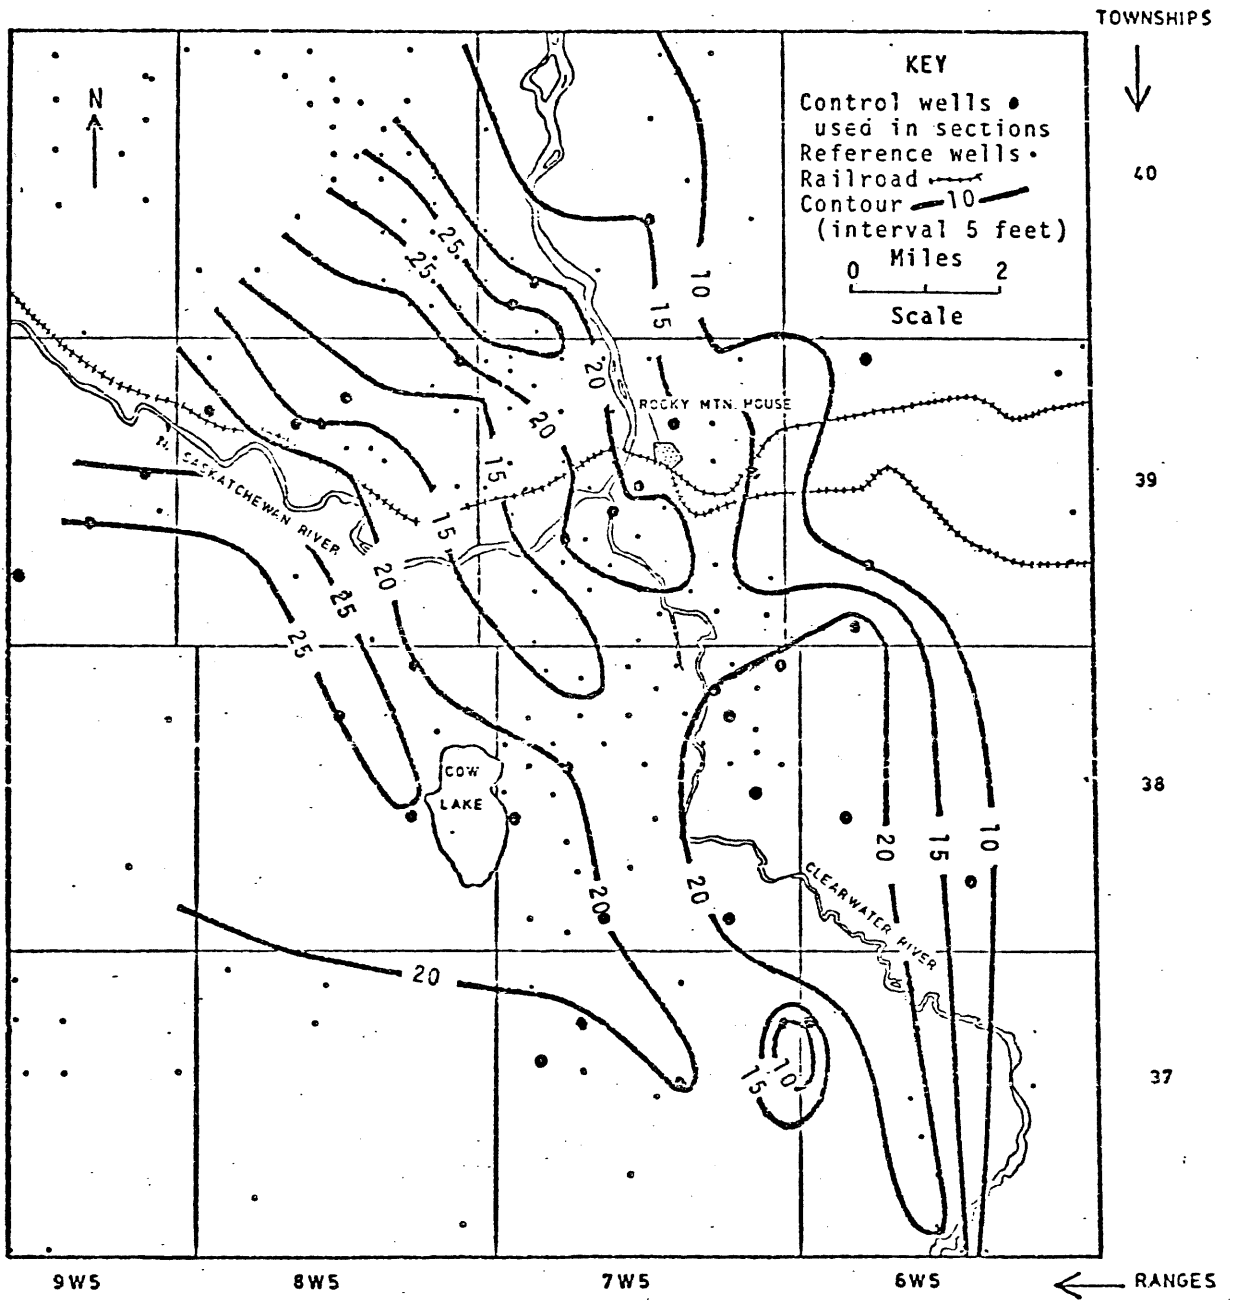 TOWNSHIPS
KEY
Control wells
used in sections
Reference wells
Railroad
Contour 10
(interval 5 feet)
Miles
0 2
Scale
N
40
25
25
10
15
20
ROCKY MTN. HOUSE
20
15
39
N. SASKATCHEWAN RIVER
15
20
25
25
COW
LAKE
38
20
15
10
20
20
CLEARWATER RIVER
20
15
10
37
9W5 8W5 7W5 6W5 RANGES